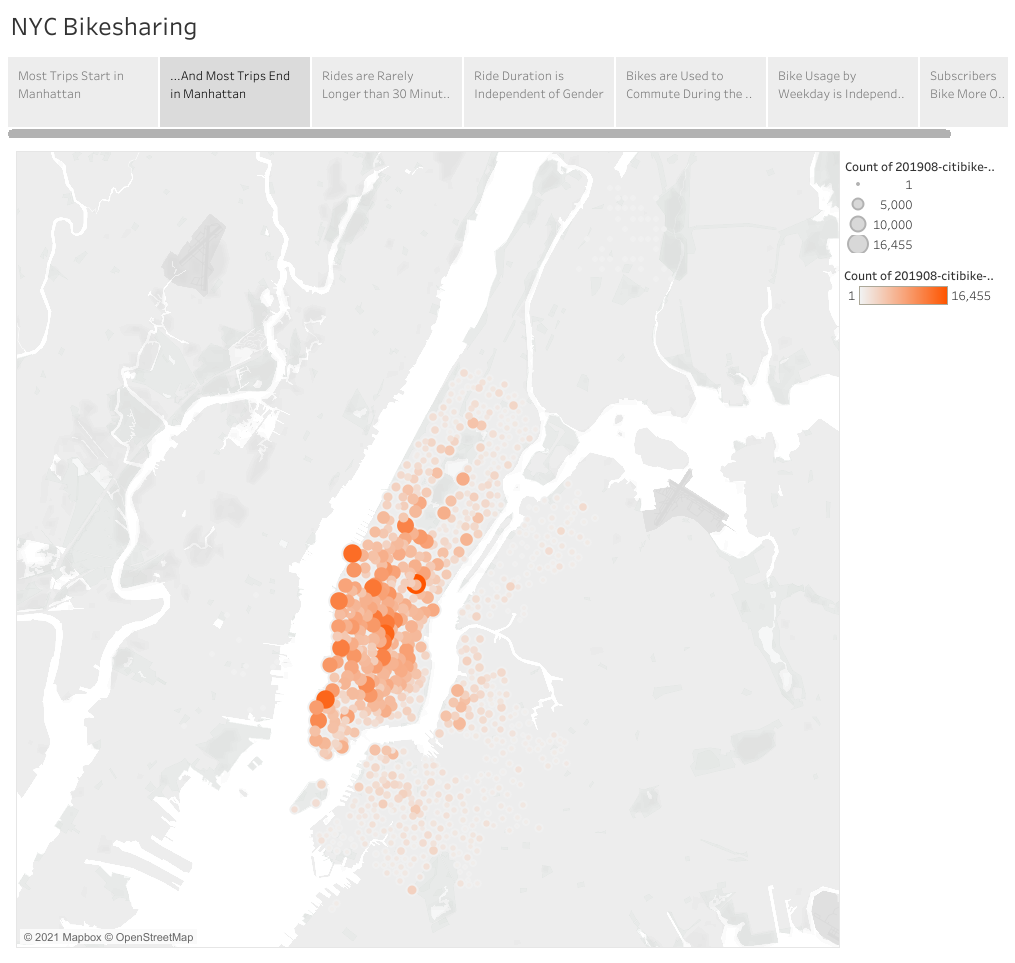 NYC Bikesharing
Most Trips Start in
Manhattan
...And Most Trips End
in Manhattan
Rides are Rarely
Longer than 30 Minut..
Ride Duration is
Independent of Gender
Bikes are Used to
Commute During the ..
Bike Usage by
Weekday is Independ..
Subscribers
Bike More O..
Count of 201908-citibike-..
1
5,000
10,000
16,455
Count of 201908-citibike-..
1 16,455
© 2021 Mapbox © OpenStreetMap